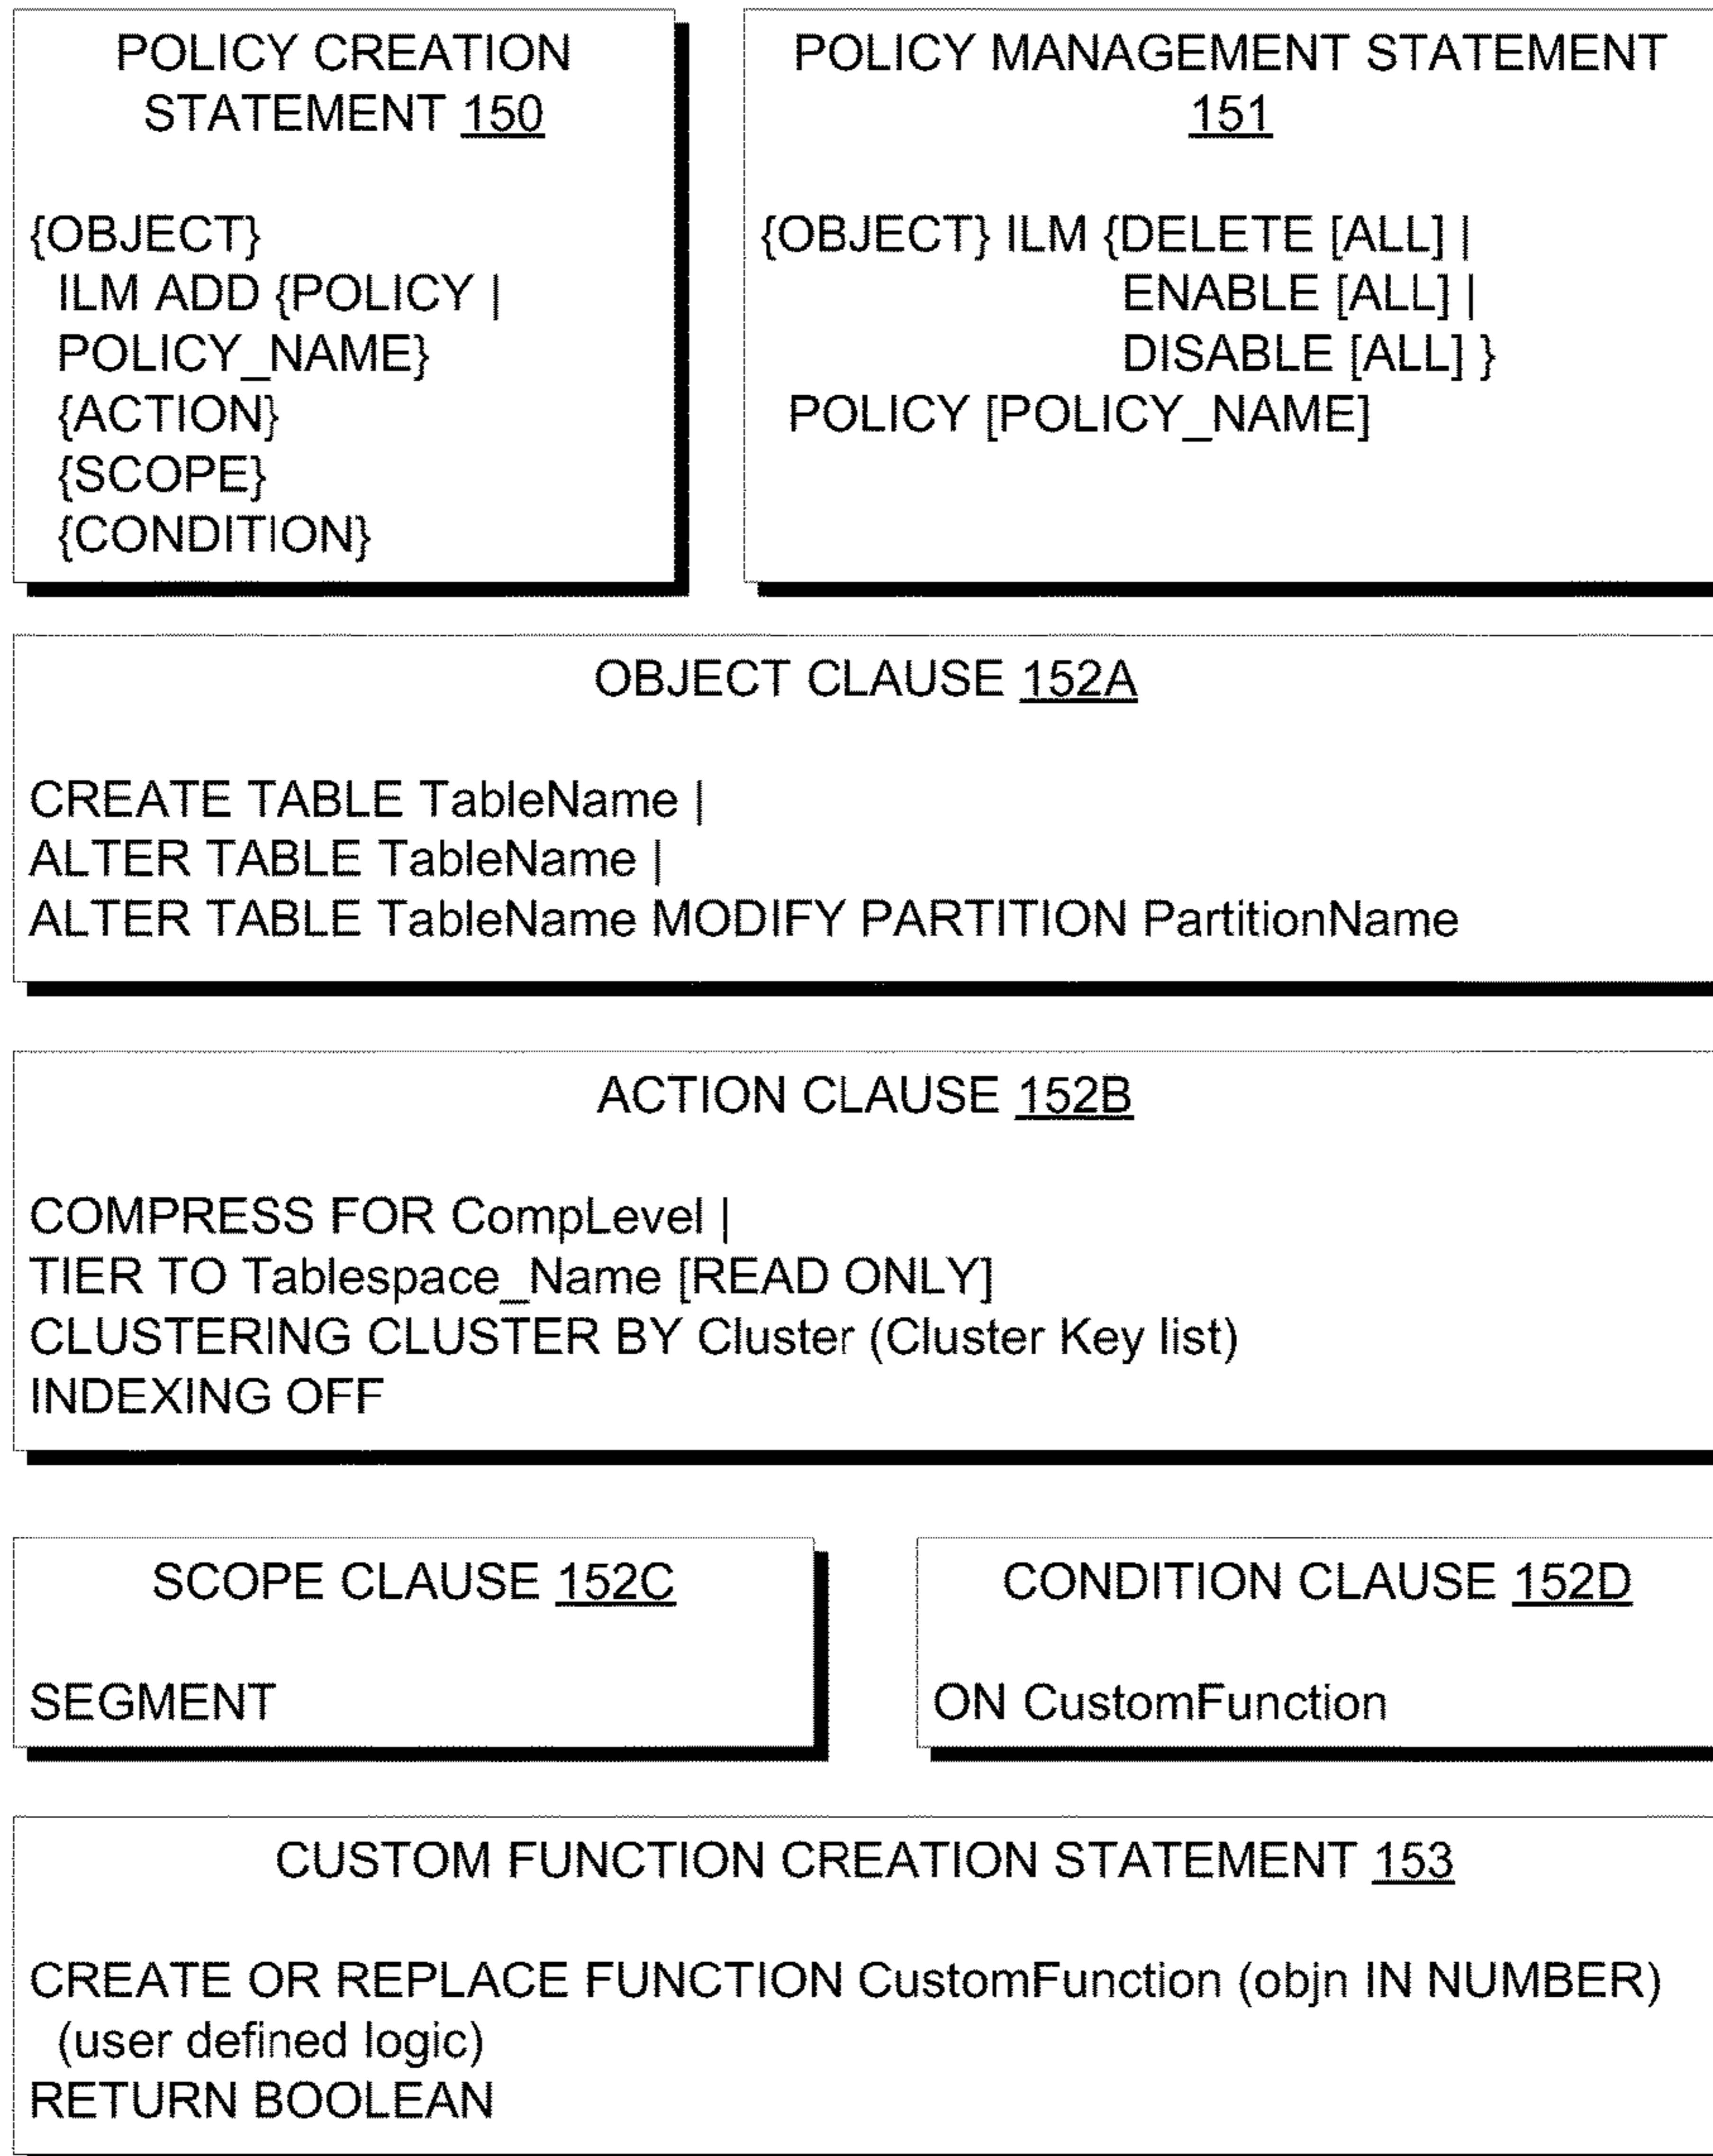 POLICY CREATION
STATEMENT 150
{OBJECT}
ILM ADD {POLICY |
POLICY_NAME}
{ACTION}
{SCOPE}
{CONDITION}
POLICY MANAGEMENT STATEMENT
151
{OBJECT} ILM {DELETE [ALL] |
ENABLE [ALL] |
DISABLE [ALL] }
POLICY [POLICY_NAME]
OBJECT CLAUSE 152A
CREATE TABLE TableName |
ALTER TABLE TableName |
ALTER TABLE TableName MODIFY PARTITION PartitionName
ACTION CLAUSE 152B
COMPRESS FOR CompLevel |
TIER TO Tablespace_Name [READ ONLY]
CLUSTERING CLUSTER BY Cluster (Cluster Key list)
INDEXING OFF
SCOPE CLAUSE 152C
SEGMENT
CONDITION CLAUSE 152D
ON CustomFunction
CUSTOM FUNCTION CREATION STATEMENT 153
CREATE OR REPLACE FUNCTION CustomFunction (objn IN NUMBER)
(user defined logic)
RETURN BOOLEAN